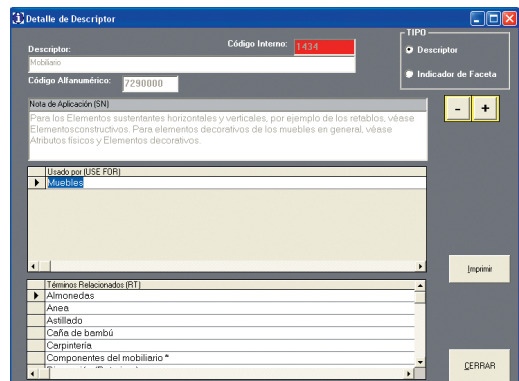 Detalle de Descriptor
TIPO
Descriptor:
Código Interno:
1434
Descriptor
Mobiliario
Indicador de Faceta
Código Alfanumérico:
7290000
Nota de Aplicación (SN)
- +
Para los Elementos sustentantes horizontales y verticales, por ejemplo de los retablos, véase
Elementosconstructivos. Para elementos decorativos de los muebles en general, véase
Atributos físicos y Elementos decorativos.
Usado por (USE FOR)
Muebles
Imprimir
Términos Relacionados (RT)
Almonedas
Anea
Astillado
Caña de bambú
Carpintería
Componentes del mobiliario *
CERRAR